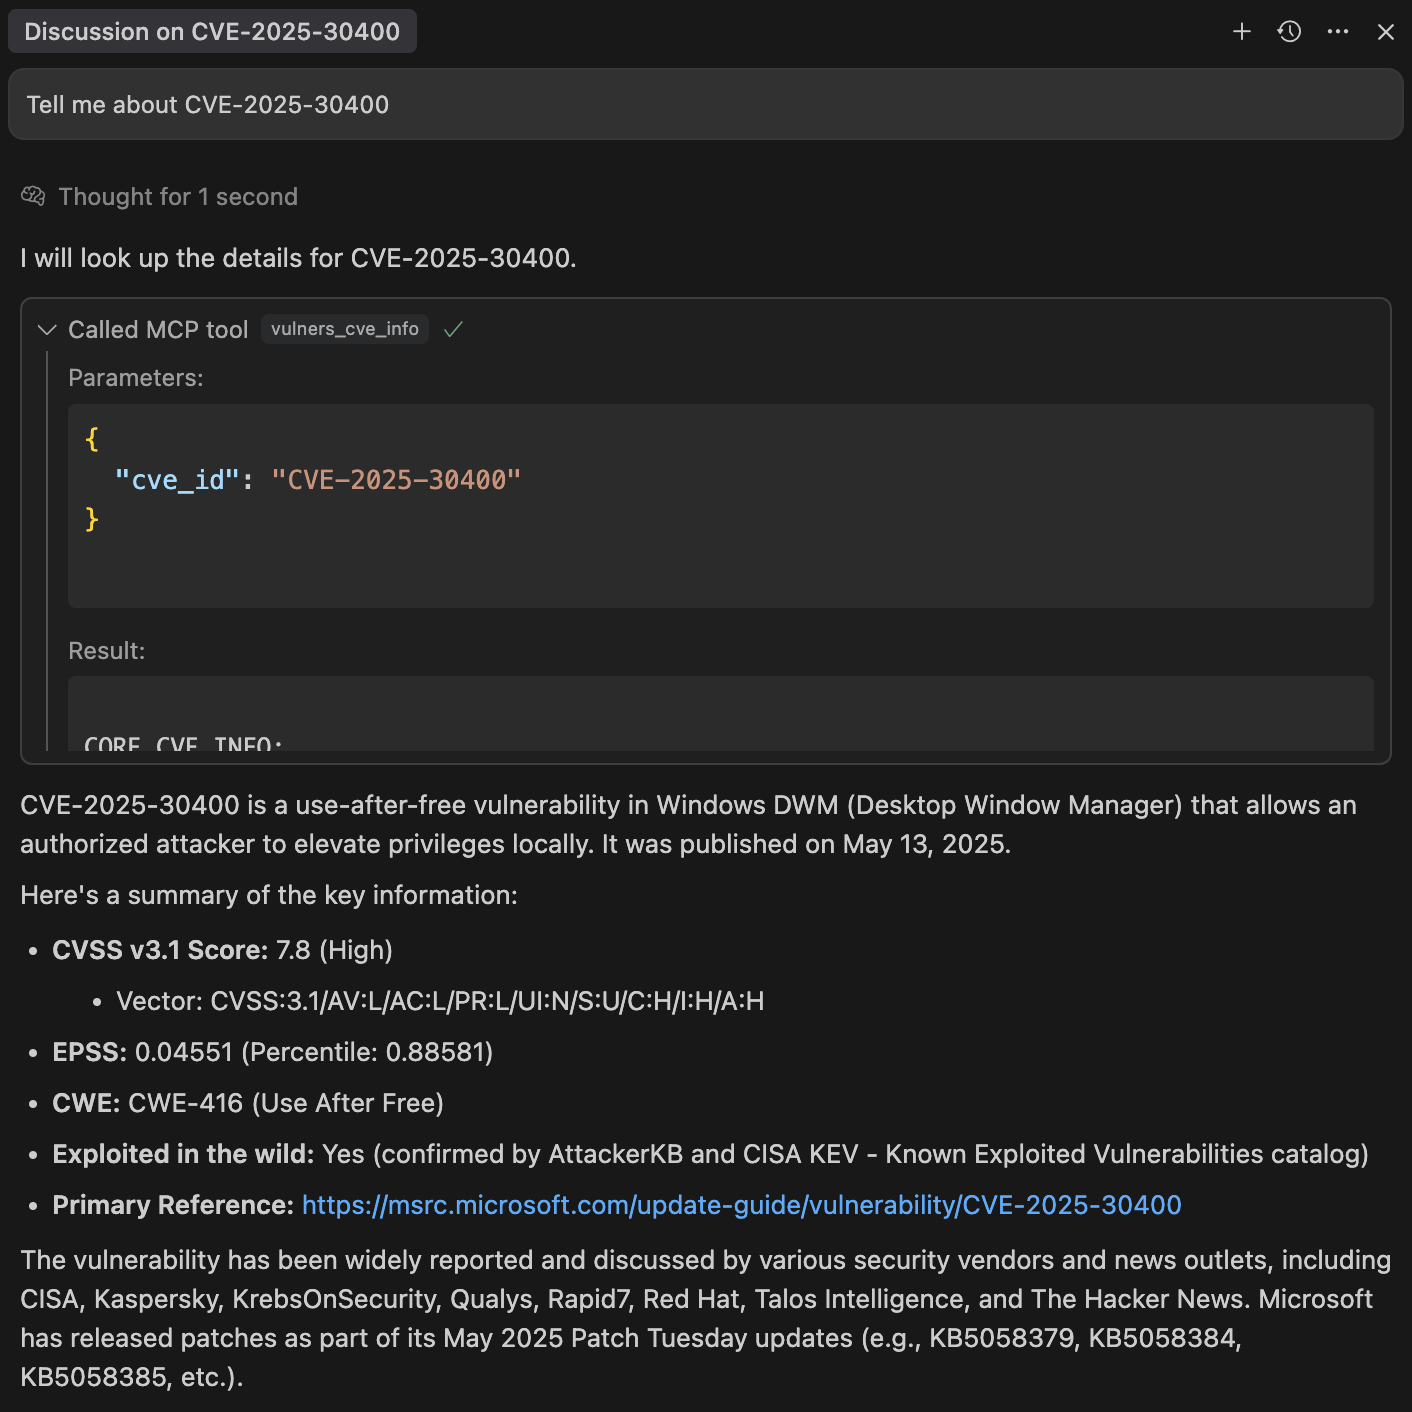 Discussion on CVE-2025-30400
Tell me about CVE-2025-30400
Thought for 1 second
I will look up the details for CVE-2025-30400.
Called MCP tool vulners_cve_info
Parameters:
{
"cve_id": "CVE-2025-30400"
}
Result:
CORE CVE INFO:
CVE-2025-30400 is a use-after-free vulnerability in Windows DWM (Desktop Window Manager) that allows an
authorized attacker to elevate privileges locally. It was published on May 13, 2025.
Here's a summary of the key information:
• CVSS v3.1 Score: 7.8 (High)
• Vector: CVSS:3.1/AV:L/AC:L/PR:L/UI:N/S:U/C:H/I:H/A:H
• EPSS: 0.04551 (Percentile: 0.88581)
• CWE: CWE-416 (Use After Free)
• Exploited in the wild: Yes (confirmed by AttackerKB and CISA KEV - Known Exploited Vulnerabilities catalog)
• Primary Reference: https://msrc.microsoft.com/update-guide/vulnerability/CVE-2025-30400
The vulnerability has been widely reported and discussed by various security vendors and news outlets, including
CISA, Kaspersky, KrebsOnSecurity, Qualys, Rapid7, Red Hat, Talos Intelligence, and The Hacker News. Microsoft
has released patches as part of its May 2025 Patch Tuesday updates (e.g., KB5058379, KB5058384,
KB5058385, etc.).